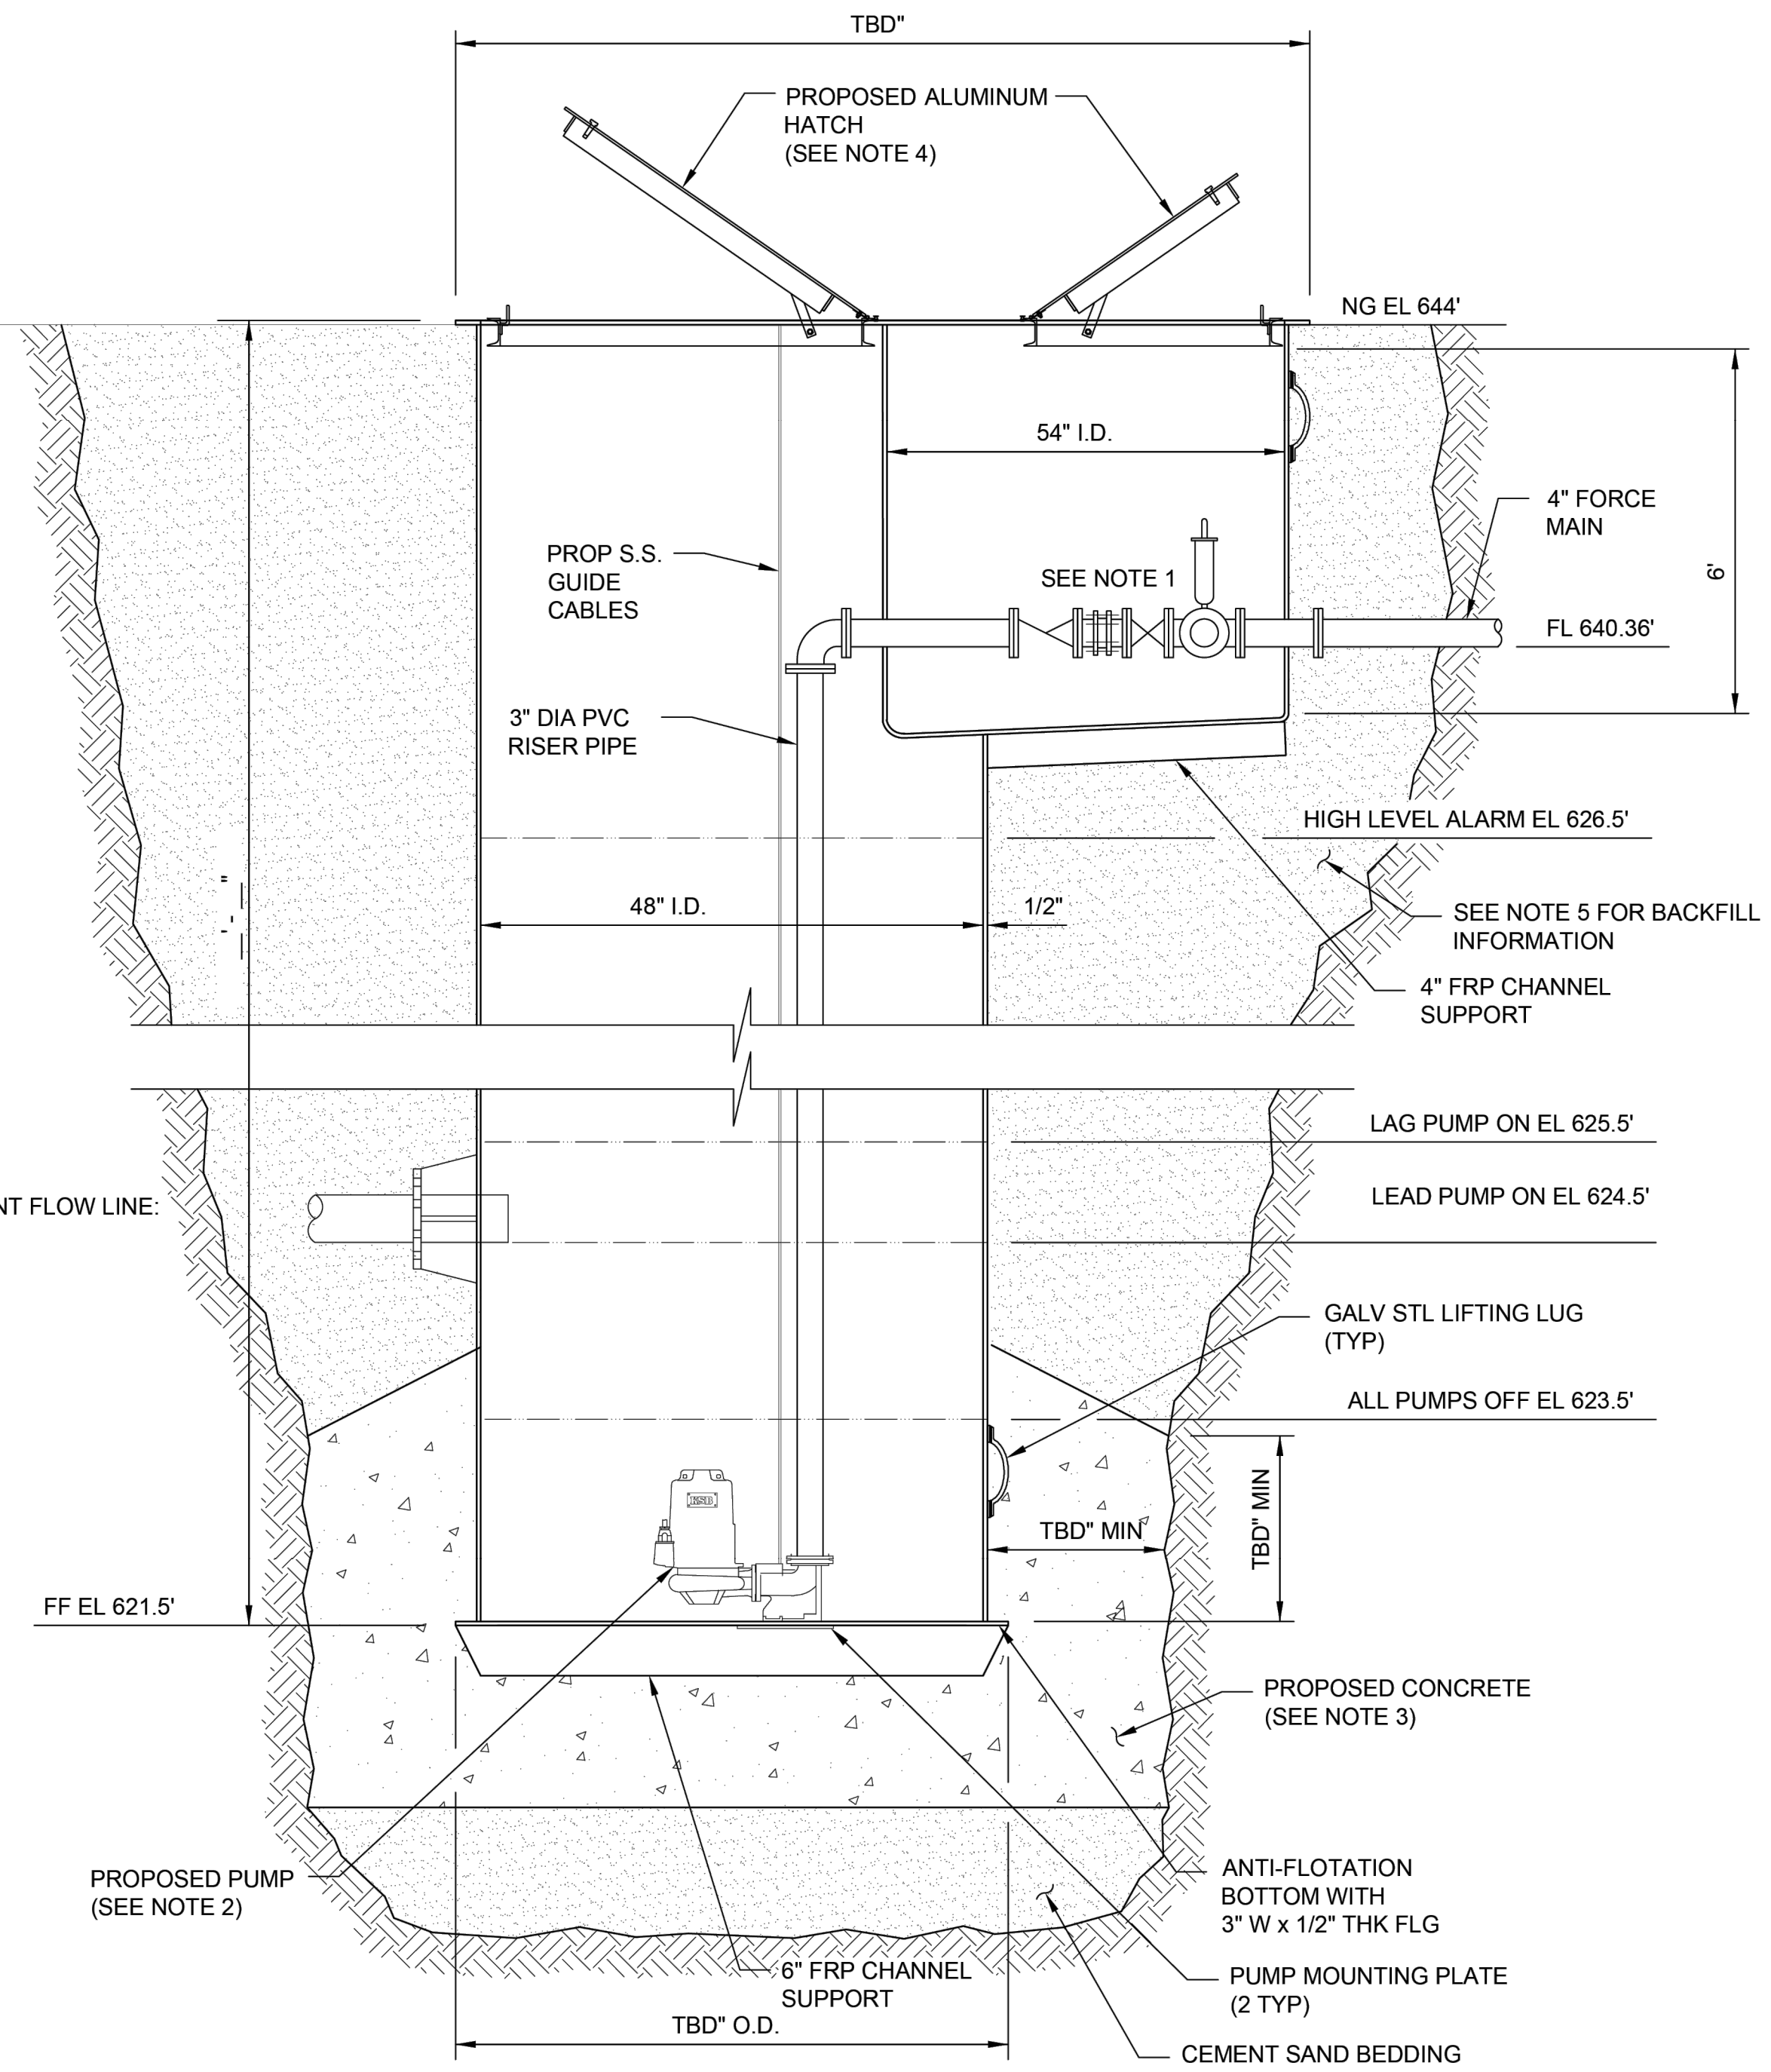 TBD"
PROPOSED ALUMINUM
HATCH
(SEE NOTE 4)
NG EL 644'
54" I.D.
4" FORCE
MAIN
PROP S.S.
GUIDE
CABLES
SEE NOTE 1
6'
FL 640.36'
3" DIA PVC
RISER PIPE
HIGH LEVEL ALARM EL 626.5'
'- "
48" I.D.
1/2"
SEE NOTE 5 FOR BACKFILL
INFORMATION
4" FRP CHANNEL
SUPPORT
LAG PUMP ON EL 625.5'
NT FLOW LINE:
LEAD PUMP ON EL 624.5'
GALV STL LIFTING LUG
(TYP)
ALL PUMPS OFF EL 623.5'
KSB
TBD" MIN
TBD" MIN
FF EL 621.5'
PROPOSED CONCRETE
(SEE NOTE 3)
PROPOSED PUMP
(SEE NOTE 2)
ANTI-FLOTATION
BOTTOM WITH
3" W x 1/2" THK FLG
6" FRP CHANNEL
SUPPORT
PUMP MOUNTING PLATE
(2 TYP)
TBD" O.D.
CEMENT SAND BEDDING